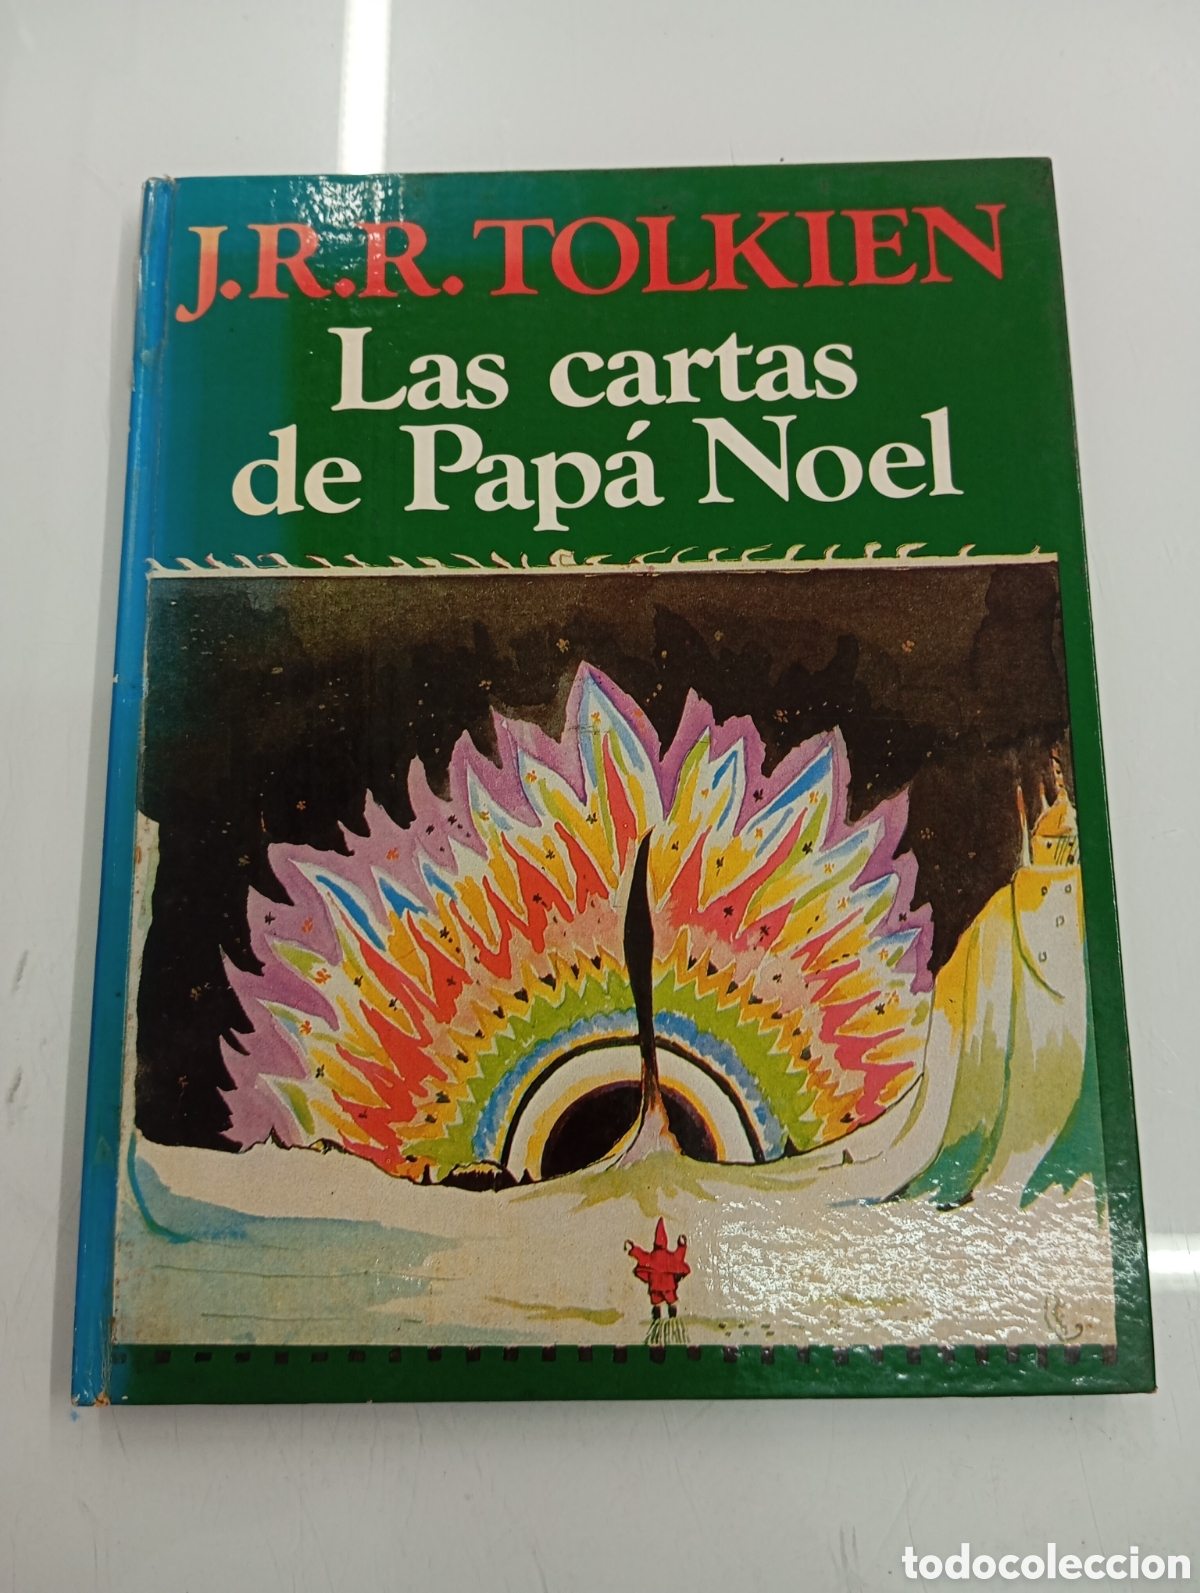 J.R.R. TOLKIEN
Las cartas
de Papá Noel
todocoleccion